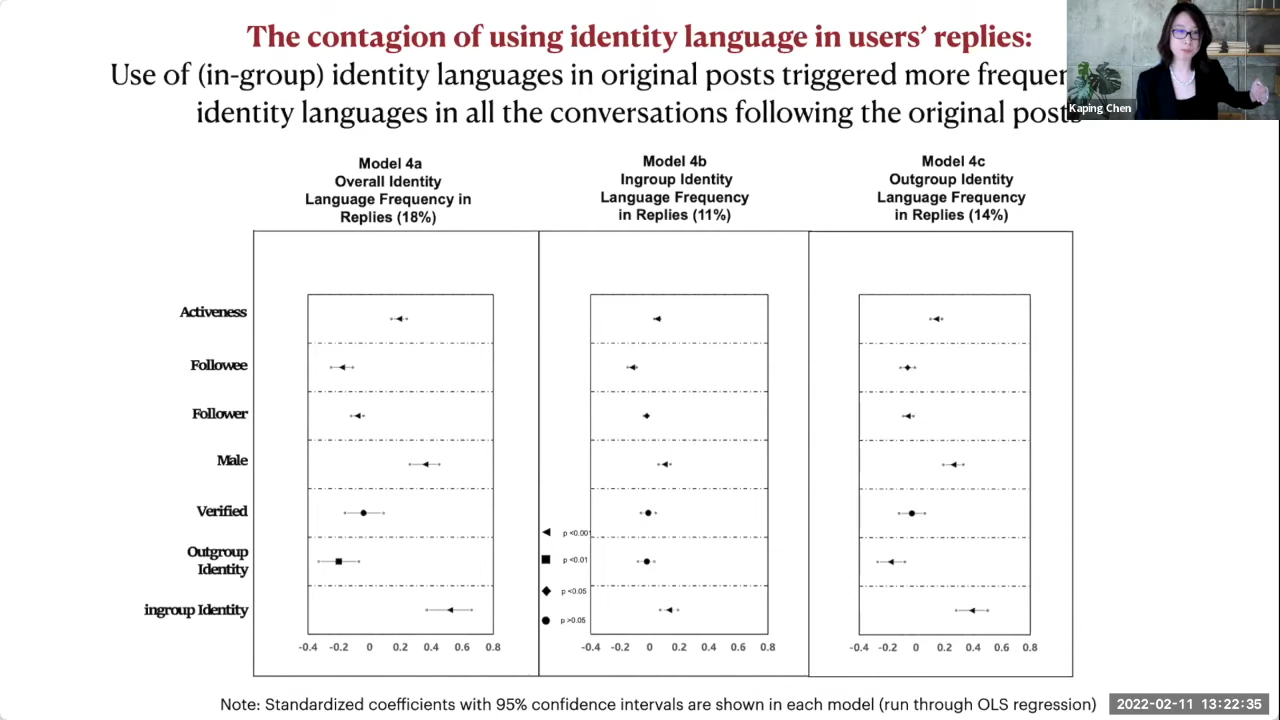 The contagion of using identity language in users' replies:
Use of (in-group) identity languages in original posts triggered more
identity languages in all the conversations following the original posts
Kaping Chen
Model 4a
Overall Identity
Language Frequency in
Replies (18%)
Model 4b
Ingroup Identity
Language Frequency
in Replies (11%)
Model 4c
Outgroup Identity
Language Frequency
in Replies (14%)
Activeness
Followee
Follower
Male
Verified
Outgroup
Identity
ingroup Identity
p <0.001
p <0.01
p <0.05
p >0.05
-0.4 -0.2 0 0.2 0.4 0.6 0.8
-0.4 -0.2 0 0.2 0.4 0.6 0.8
-0.4 -0.2 0 0.2 0.4 0.6 0.8
Note: Standardized coefficients with 95% confidence intervals are shown in each model (run through OLS regression)
2022-02-11 13:22:35